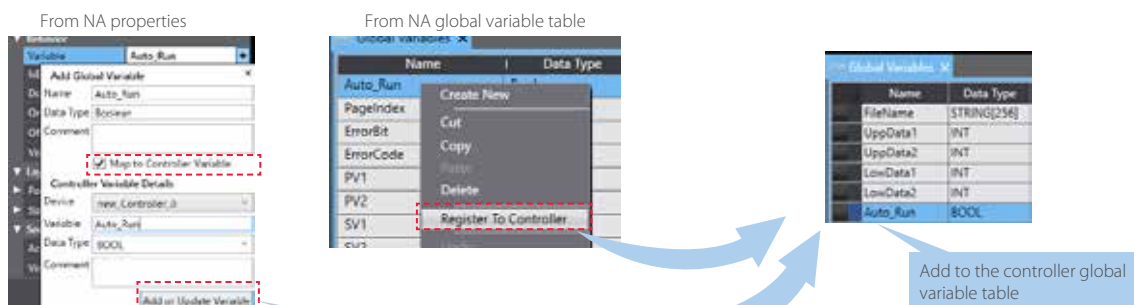 From NA properties
From NA global variable table
Behavior
Variable Auto_Run
Add Global Variable ×
Name Auto_Run
Data Type Boolean
Comment
Map to Controller Variable
Controller Variable Details
Device new_Controller_0
Variable Auto_Run
Data Type BOOL
Comment
Add or Update Variable
Global Variables ×
Name Data Type
Auto_Run
PageIndex
ErrorBit
ErrorCode
PV1
PV2
SV1
SV2
Create New
Cut
Copy
Paste
Delete
Register To Controller
Global Variables ×
Name Data Type
FileName STRING[256]
UppData1 INT
UppData2 INT
LowData1 INT
LowData2 INT
Auto_Run BOOL
Add to the controller global
variable table